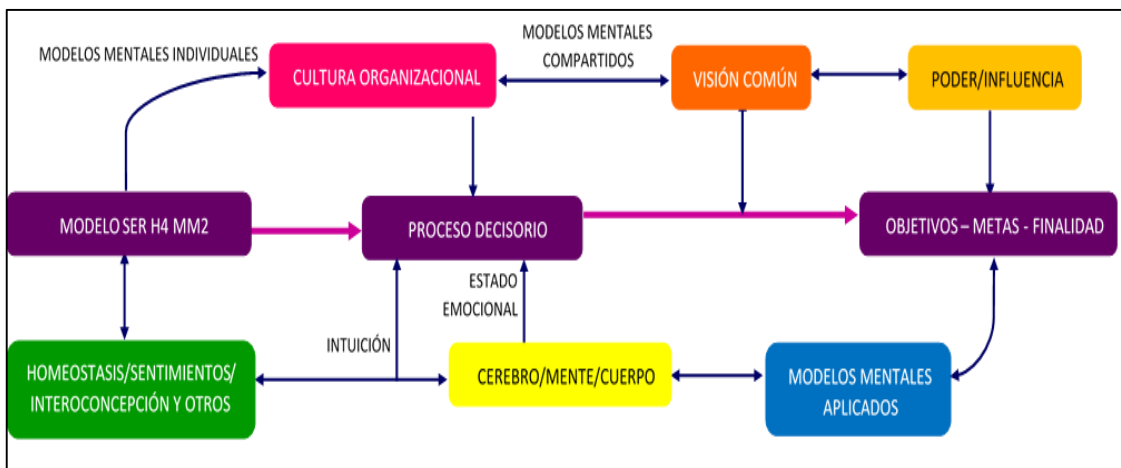 MODELOS MENTALES INDIVIDUALES
CULTURA ORGANIZACIONAL
MODELOS MENTALES
COMPARTIDOS
VISIÓN COMÚN
PODER/INFLUENCIA
MODELO SER H4 MM2
PROCESO DECISORIO
OBJETIVOS – METAS - FINALIDAD
ESTADO
EMOCIONAL
INTUICIÓN
HOMEOSTASIS/SENTIMIENTOS/
INTEROCONCEPCIÓN Y OTROS
CEREBRO/MENTE/CUERPO
MODELOS MENTALES
APLICADOS